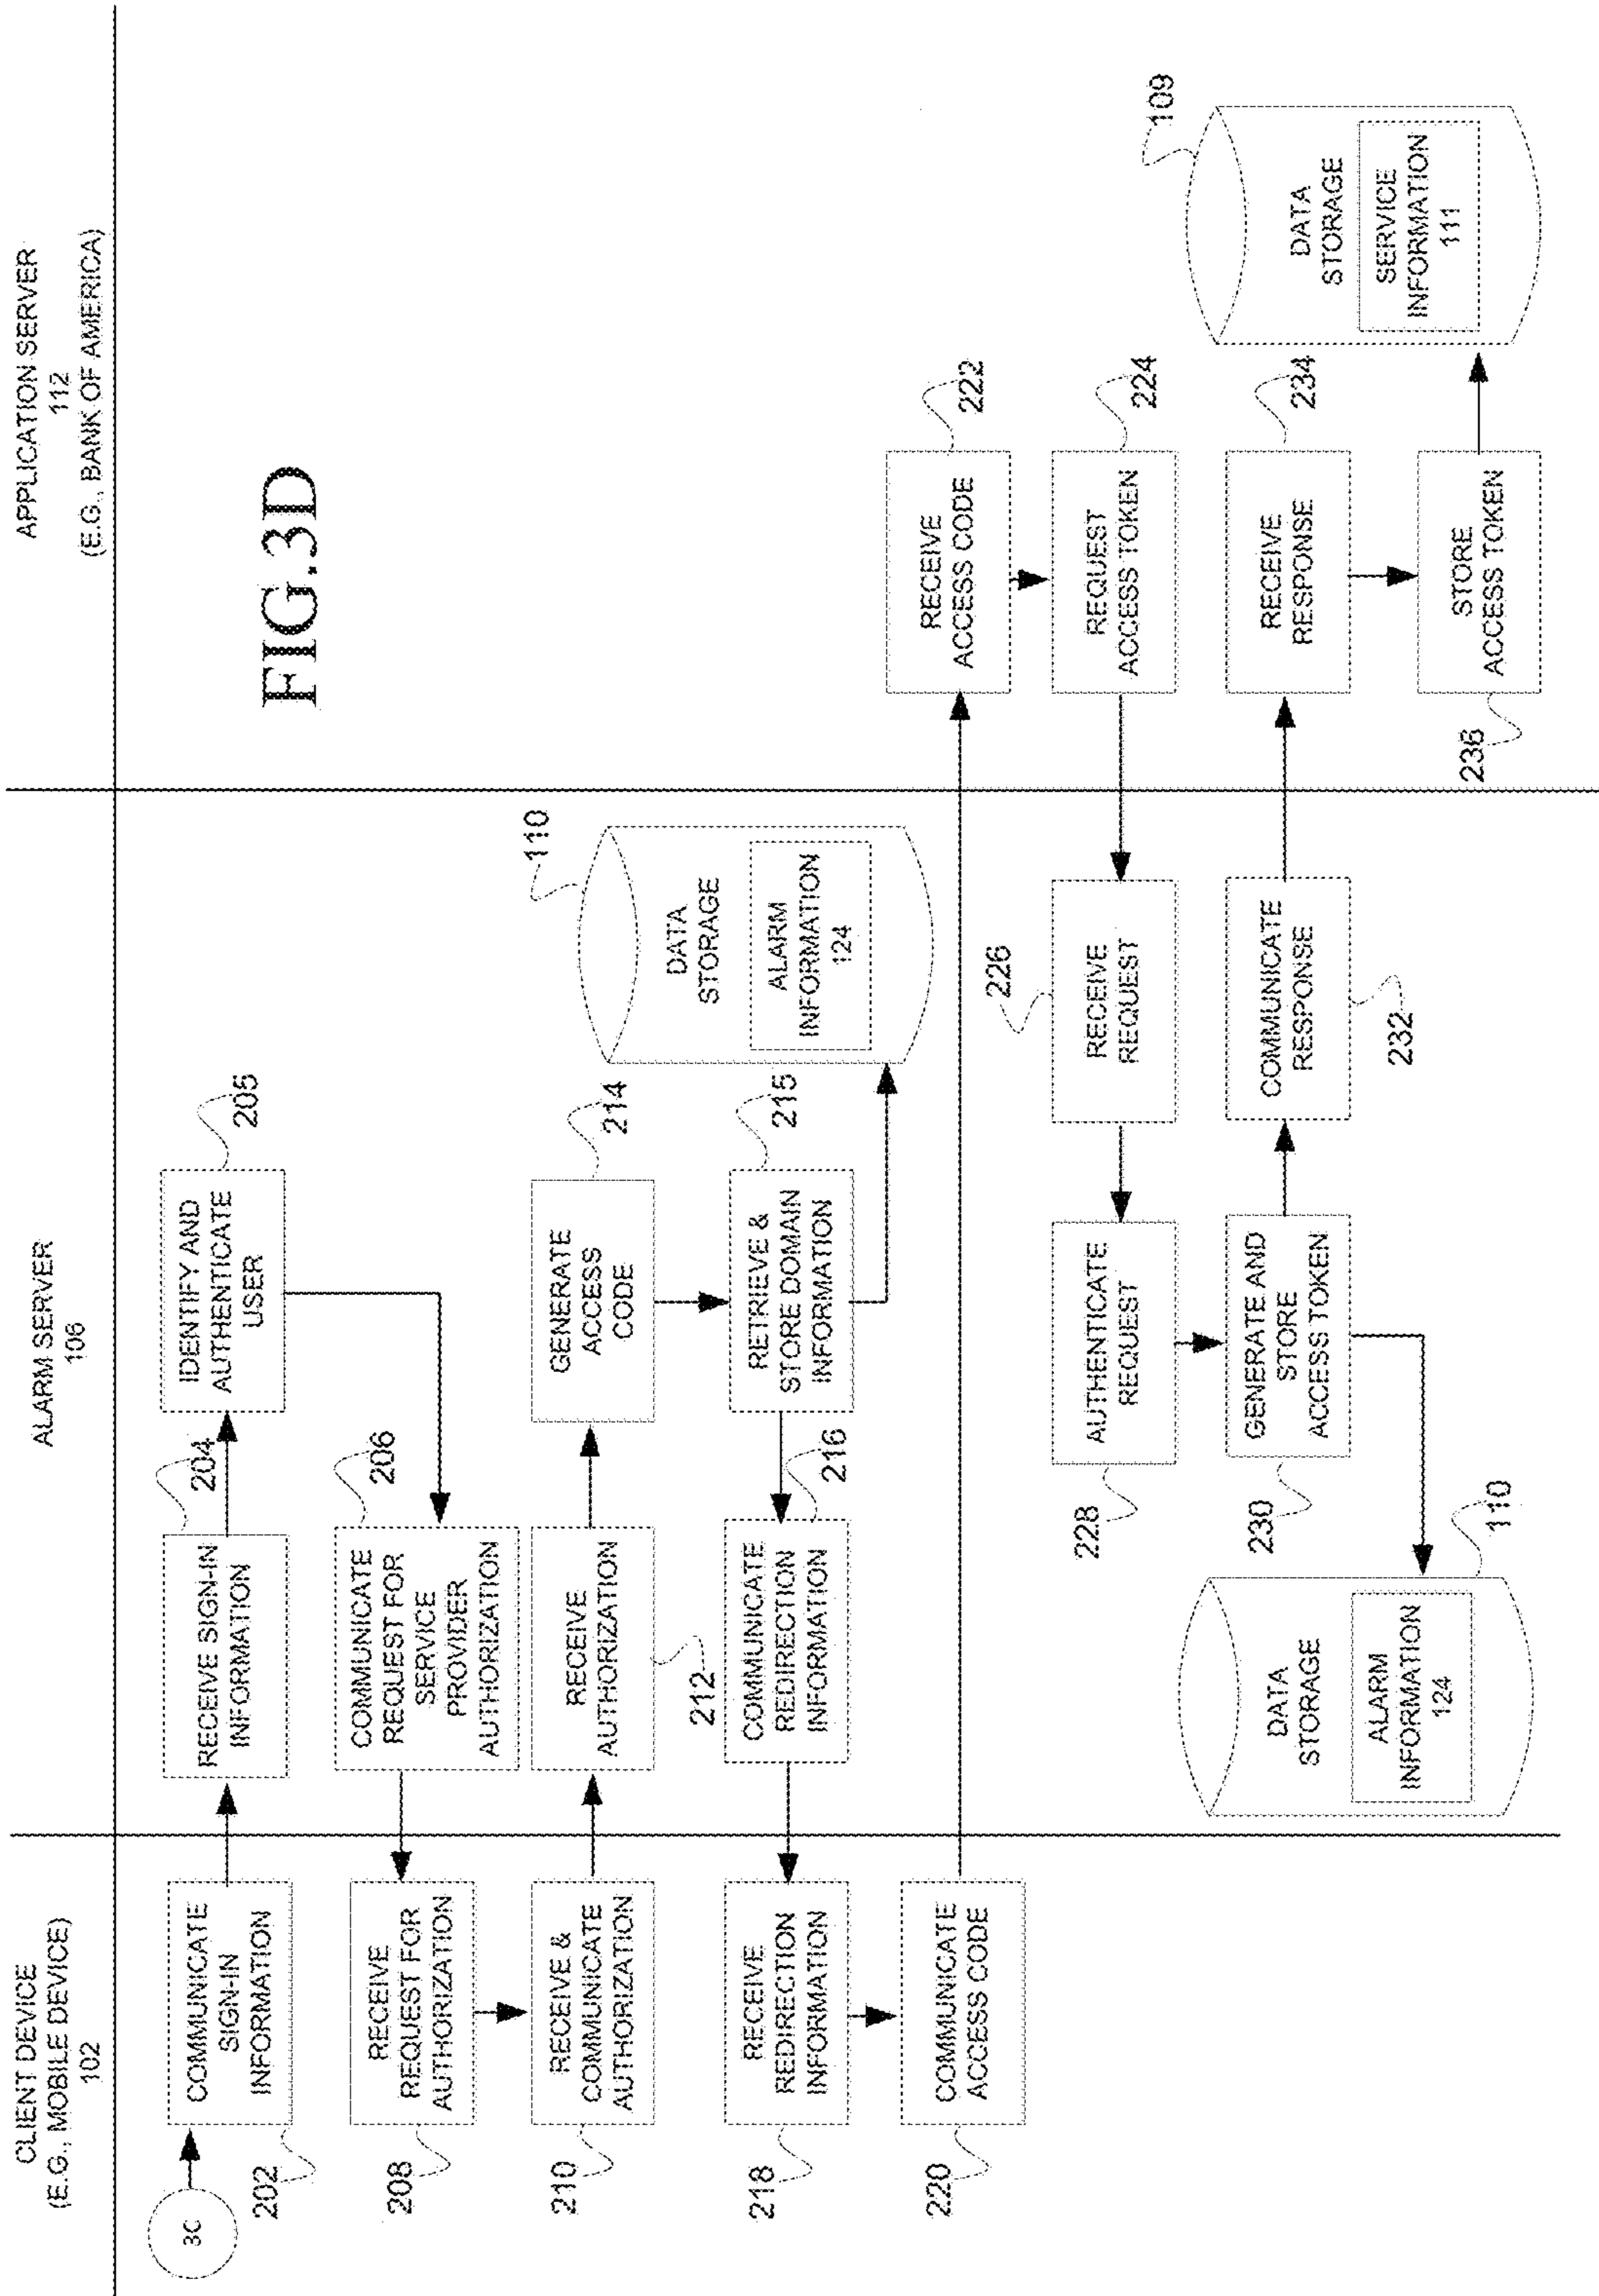 CLIENT DEVICE
(E.G., MOBILE DEVICE)
102
ALARM SERVER
106
APPLICATION SERVER
112
(E.G., BANK OF AMERICA)
FIG.3D
3C
COMMUNICATE
SIGN-IN
INFORMATION
202
RECEIVE SIGN-IN
INFORMATION
204
IDENTIFY AND
AUTHENTICATE
USER
205
COMMUNICATE
REQUEST FOR
SERVICE
PROVIDER
AUTHORIZATION
206
RECEIVE
REQUEST FOR
AUTHORIZATION
208
RECEIVE &
COMMUNICATE
AUTHORIZATION
210
RECEIVE
AUTHORIZATION
212
GENERATE
ACCESS
CODE
214
RETRIEVE &
STORE DOMAIN
INFORMATION
215
DATA
STORAGE
ALARM
INFORMATION
124
110
COMMUNICATE
REDIRECTION
INFORMATION
216
RECEIVE
REDIRECTION
INFORMATION
218
COMMUNICATE
ACCESS CODE
220
RECEIVE
ACCESS CODE
222
REQUEST
ACCESS TOKEN
224
RECEIVE
REQUEST
226
AUTHENTICATE
REQUEST
228
GENERATE AND
STORE
ACCESS TOKEN
230
DATA
STORAGE
ALARM
INFORMATION
124
110
COMMUNICATE
RESPONSE
232
RECEIVE
RESPONSE
234
STORE
ACCESS TOKEN
236
DATA
STORAGE
SERVICE
INFORMATION
111
109